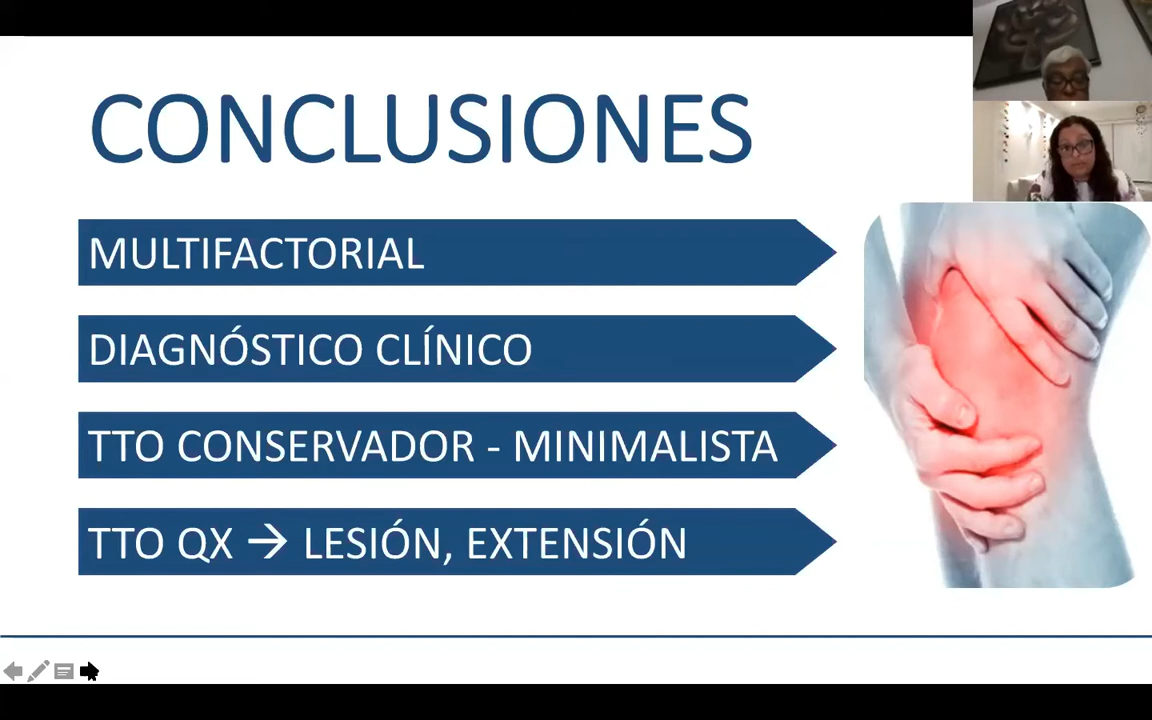 CONCLUSIONES
MULTIFACTORIAL
DIAGNÓSTICO CLÍNICO
TTO CONSERVADOR - MINIMALISTA
TTO QX → LESIÓN, EXTENSIÓN